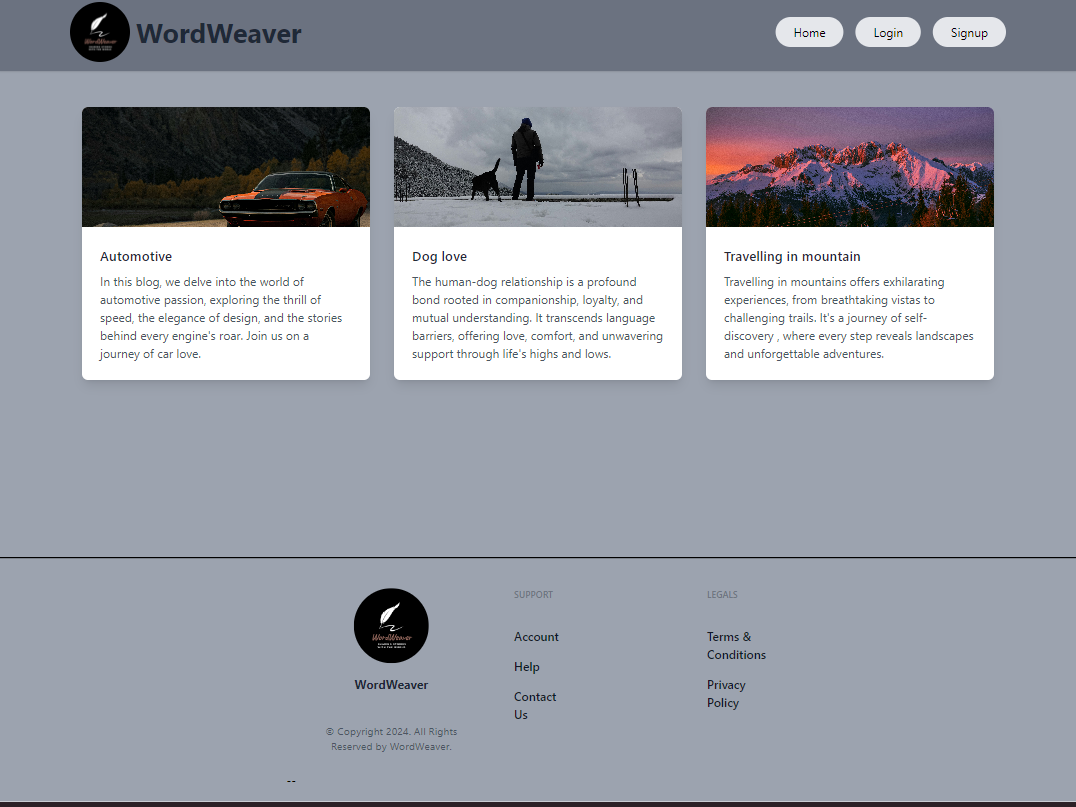 WordWeaver
Home
Login
Signup
Automotive
In this blog, we delve into the world of
automotive passion, exploring the thrill of
speed, the elegance of design, and the stories
behind every engine's roar. Join us on a
journey of car love.
Dog love
The human-dog relationship is a profound
bond rooted in companionship, loyalty, and
mutual understanding. It transcends language
barriers, offering love, comfort, and unwavering
support through life's highs and lows.
Travelling in mountain
Travelling in mountains offers exhilarating
experiences, from breathtaking vistas to
challenging trails. It's a journey of self-
discovery , where every step reveals landscapes
and unforgettable adventures.
WordWeaver
WordWeaver
© Copyright 2024. All Rights
Reserved by WordWeaver.
--
SUPPORT
Account
Help
Contact
Us
LEGALS
Terms &
Conditions
Privacy
Policy